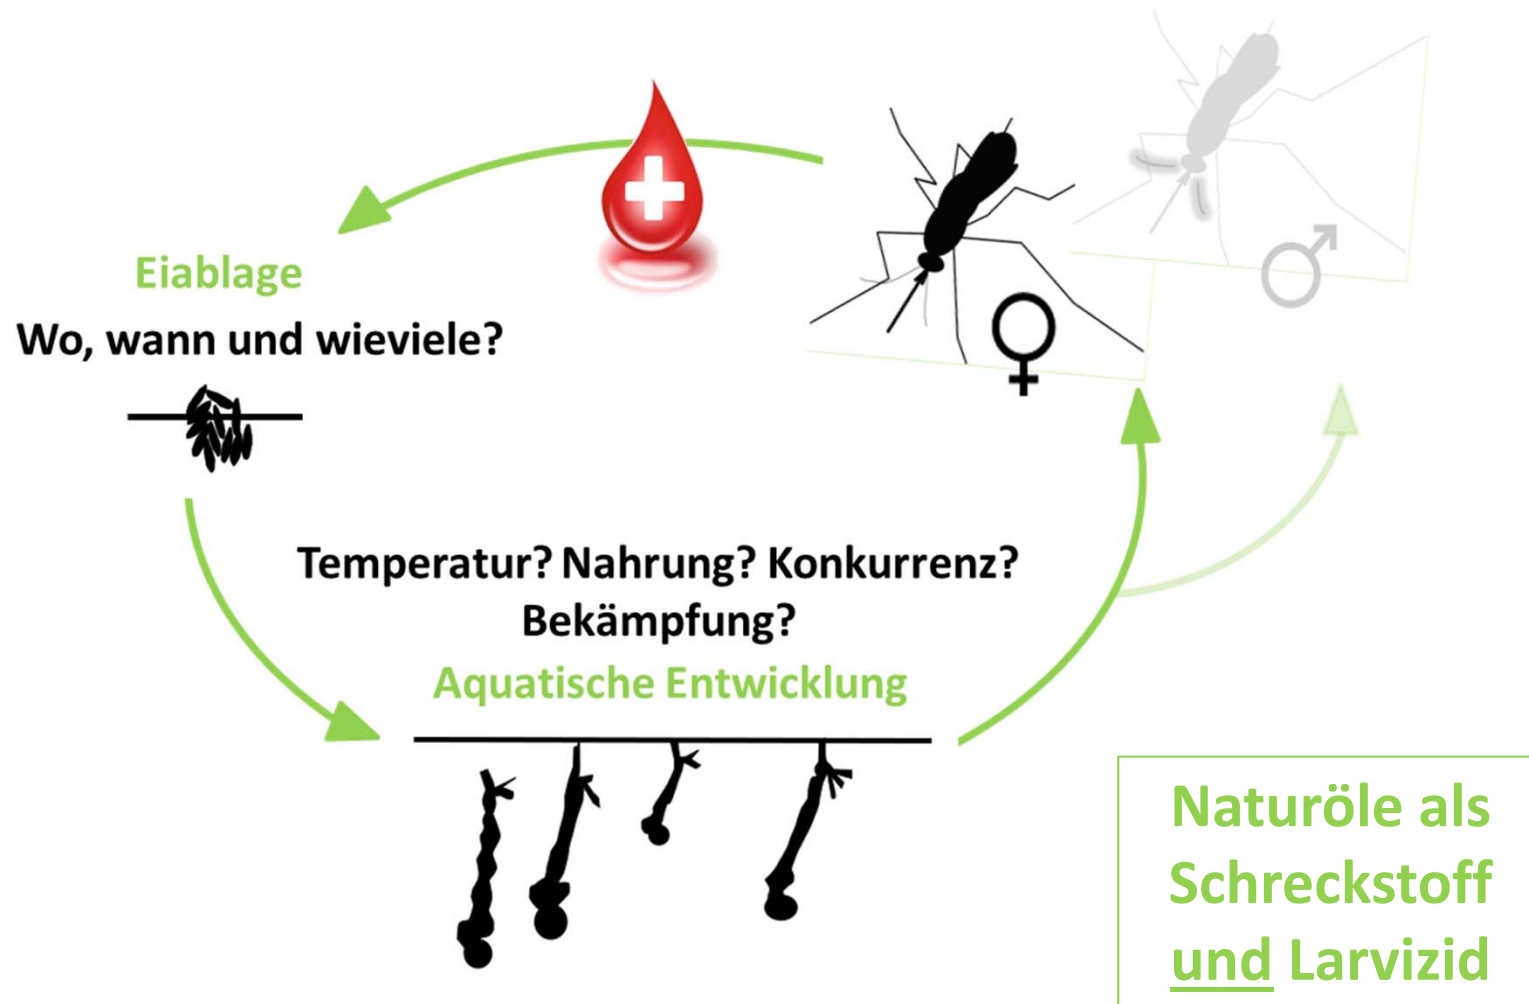 Eiablage
Wo, wann und wieviele?
Temperatur? Nahrung? Konkurrenz?
Bekämpfung?
Aquatische Entwicklung
Naturöle als
Schreckstoff
und Larvizid